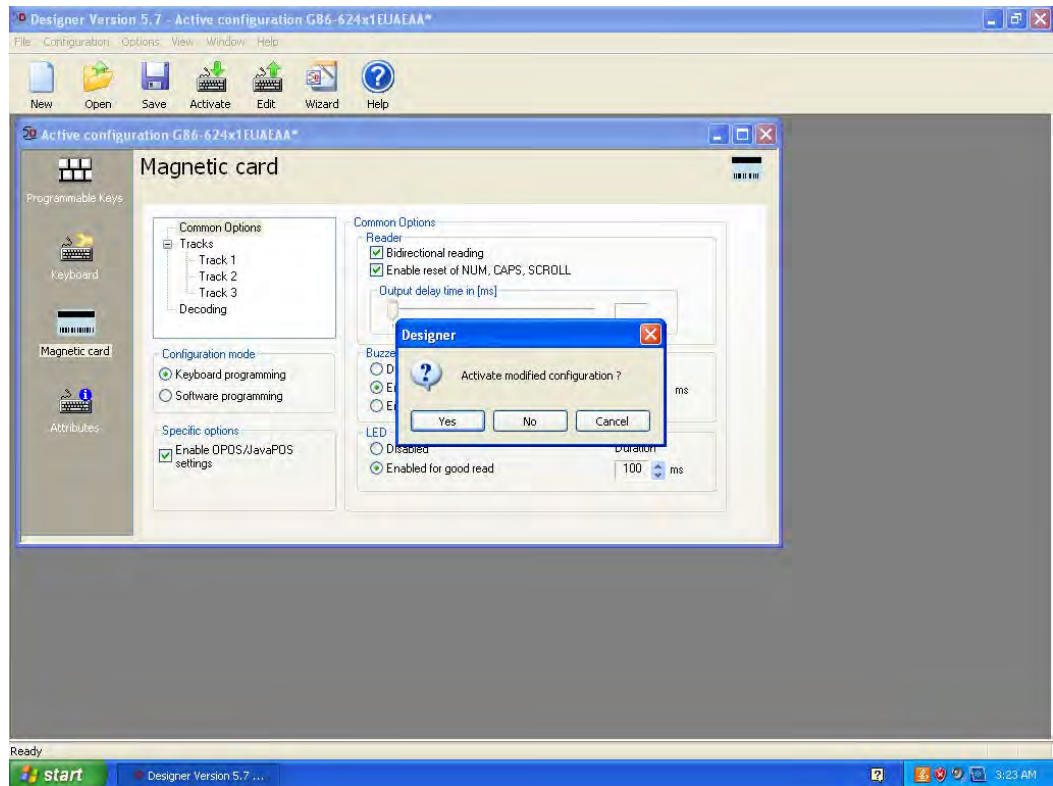 Designer Version 5.7 - Active configuration G86-624x1EUAEAA*
File Configuration Options View Window Help
New Open Save Activate Edit Wizard Help
Active configuration G86-624x1EUAEAA*
Programmable Keys
Keyboard
Magnetic card
Attributes
Magnetic card
Common Options
Tracks
Track 1
Track 2
Track 3
Decoding
Configuration mode
Keyboard programming
Software programming
Specific options
Enable OPOS/JavaPOS
settings
Common Options
Reader
Bidirectional reading
Enable reset of NUM, CAPS, SCROLL
Output delay time in [ms]
Buzze
D
E
ms
E
LED
Disabled
Duration
Enabled for good read
100 ms
Designer
Activate modified configuration ?
Yes No Cancel
Ready
start Designer Version 5.7 ... 3:23 AM